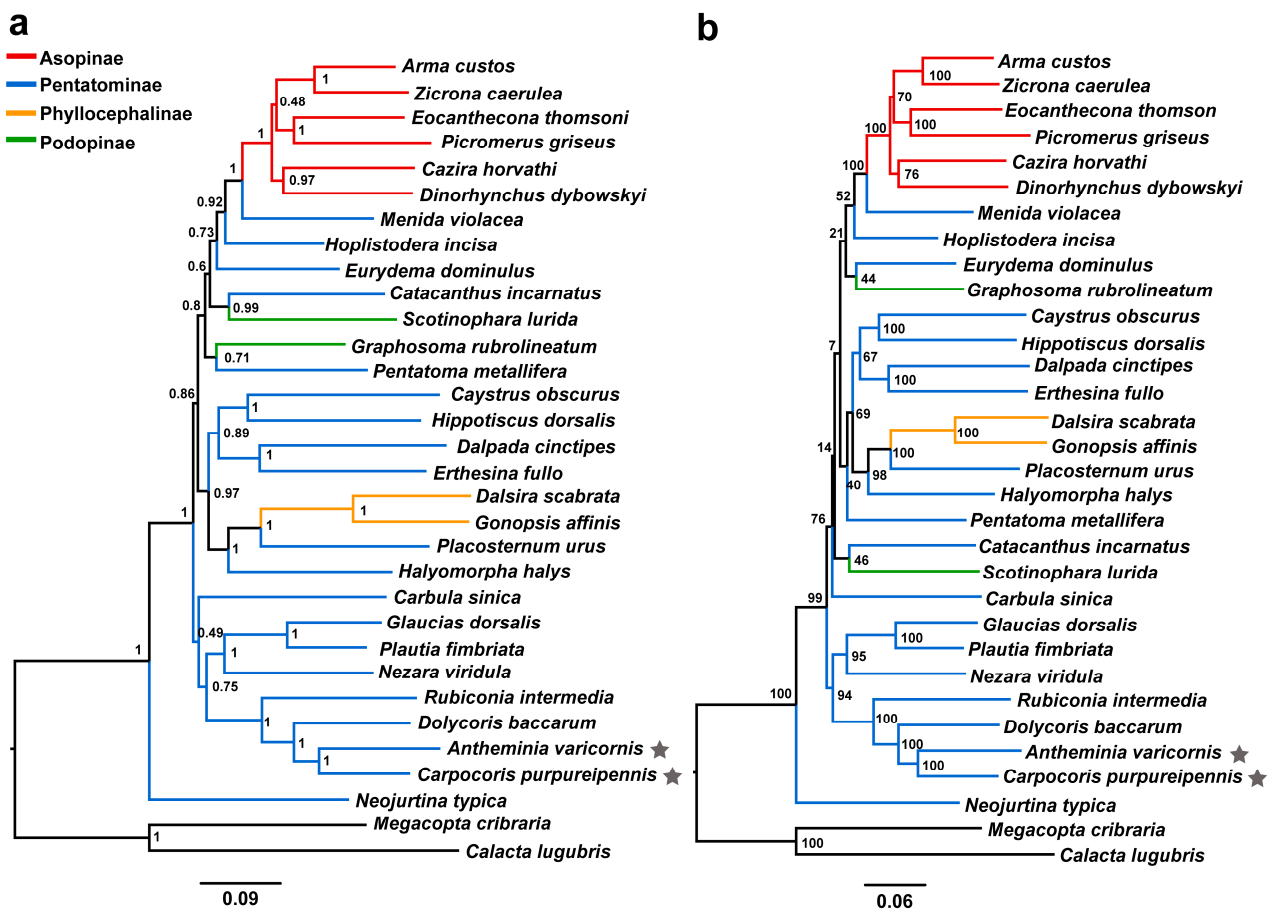 a
Asopinae
Pentatominae
Phyllocephalinae
Podopinae
Arma custos
1
Zicrona caerulea
0.48
Eocanthecona thomsoni
1
Picromerus griseus
1
Cazira horvathi
0.97
Dinorhynchus dybowskyi
1
Menida violacea
0.92
Hoplistodera incisa
0.73
Eurydema dominulus
0.6
Catacanthus incarnatus
0.99
Scotinophara lurida
0.8
Graphosoma rubrolineatum
0.71
Pentatoma metallifera
0.86
Caystrus obscurus
1
Hippotiscus dorsalis
0.89
Dalpada cinctipes
1
Erthesina fullo
0.97
Dalsira scabrata
1
Gonopsis affinis
1
Placosternum urus
1
Halyomorpha halys
1
Carbula sinica
0.49
Glaucias dorsalis
1
Plautia fimbriata
1
Nezara viridula
0.75
Rubiconia intermedia
1
Dolycoris baccarum
1
Antheminia varicornis
1
Carpocoris purpureipennis
1
Neojurtina typica
Megacopta cribraria
1
Calacta lugubris
0.09
b
Arma custos
100
Zicrona caerulea
70
Eocanthecona thomson
100
Picromerus griseus
100
Cazira horvathi
76
Dinorhynchus dybowskyi
100
Menida violacea
52
Hoplistodera incisa
21
Eurydema dominulus
44
Graphosoma rubrolineatum
Caystrus obscurus
100
Hippotiscus dorsalis
7
67
Dalpada cinctipes
100
Erthesina fullo
69
Dalsira scabrata
100
Gonopsis affinis
14
100
Placosternum urus
98
40
Halyomorpha halys
76
Pentatoma metallifera
Catacanthus incarnatus
46
Scotinophara lurida
99
Carbula sinica
Glaucias dorsalis
100
Plautia fimbriata
95
Nezara viridula
94
100
Rubiconia intermedia
100
Dolycoris baccarum
100
Antheminia varicornis
100
Carpocoris purpureipennis
Neojurtina typica
Megacopta cribraria
100
Calacta lugubris
0.06